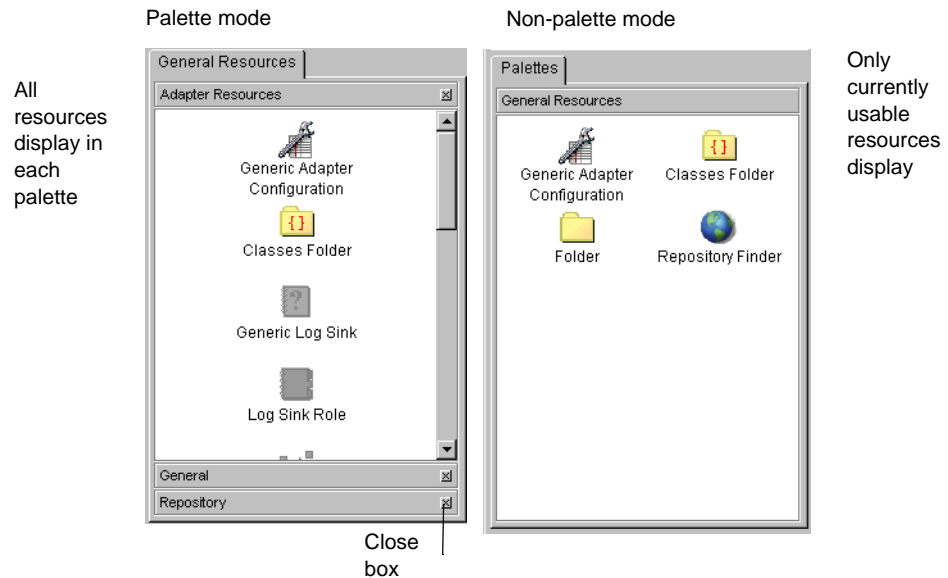 Palette mode
Non-palette mode
All
resources
display in
each
palette
General Resources
Adapter Resources
Generic Adapter
Configuration
{ }
Classes Folder
?
Generic Log Sink
Log Sink Role
General
Repository
Close
box
Palettes
General Resources
Generic Adapter
Configuration
{ }
Classes Folder
Folder
Repository Finder
Only
currently
usable
resources
display